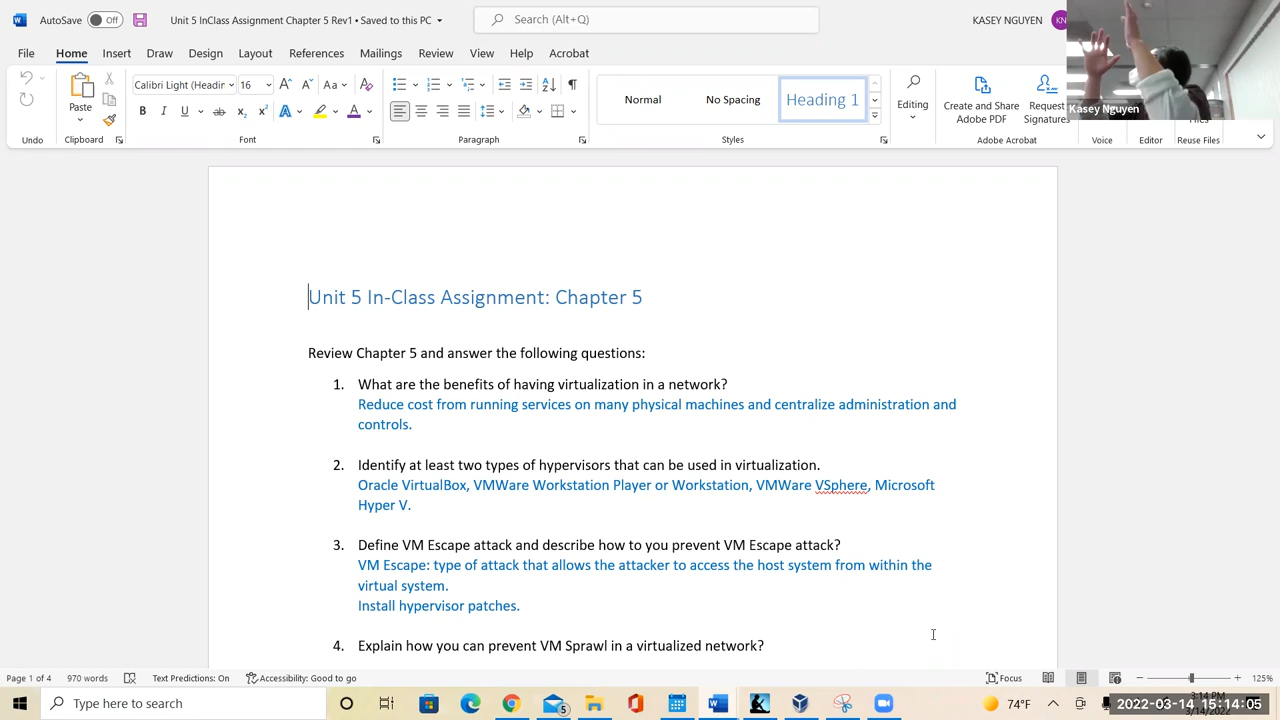 AutoSave Off Unit 5 InClass Assignment Chapter 5 Rev1 • Saved to this PC Search (Alt+Q) KASEY NGUYEN KN
File Home Insert Draw Design Layout References Mailings Review View Help Acrobat
Paste Calibri Light (Headir 16 Normal No Spacing Heading 1 Editing Create and Share Adobe PDF Request Signatures
Kasey Nguyen
Undo Clipboard Font Paragraph Styles Adobe Acrobat Voice Editor Reuse Files
Unit 5 In-Class Assignment: Chapter 5
Review Chapter 5 and answer the following questions:
1. What are the benefits of having virtualization in a network?
Reduce cost from running services on many physical machines and centralize administration and
controls.
2. Identify at least two types of hypervisors that can be used in virtualization.
Oracle VirtualBox, VMWare Workstation Player or Workstation, VMWare VSphere, Microsoft
Hyper V.
3. Define VM Escape attack and describe how to you prevent VM Escape attack?
VM Escape: type of attack that allows the attacker to access the host system from within the
virtual system.
Install hypervisor patches.
4. Explain how you can prevent VM Sprawl in a virtualized network?
Page 1 of 4 970 words Text Predictions: On Accessibility: Good to go Focus 125%
Type here to search 5 74°F 3:14 PM
3/14/2022
2022-03-14 15:14:05